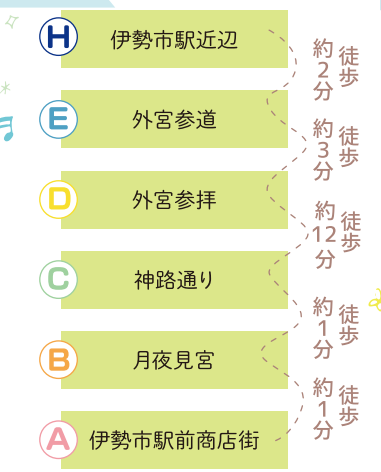 H 伊勢市駅近辺
徒歩
約2分
E 外宮参道
徒歩
約3分
D 外宮参拝
徒歩
約12分
C 神路通り
徒歩
約1分
B 月夜見宮
徒歩
約1分
A 伊勢市駅前商店街